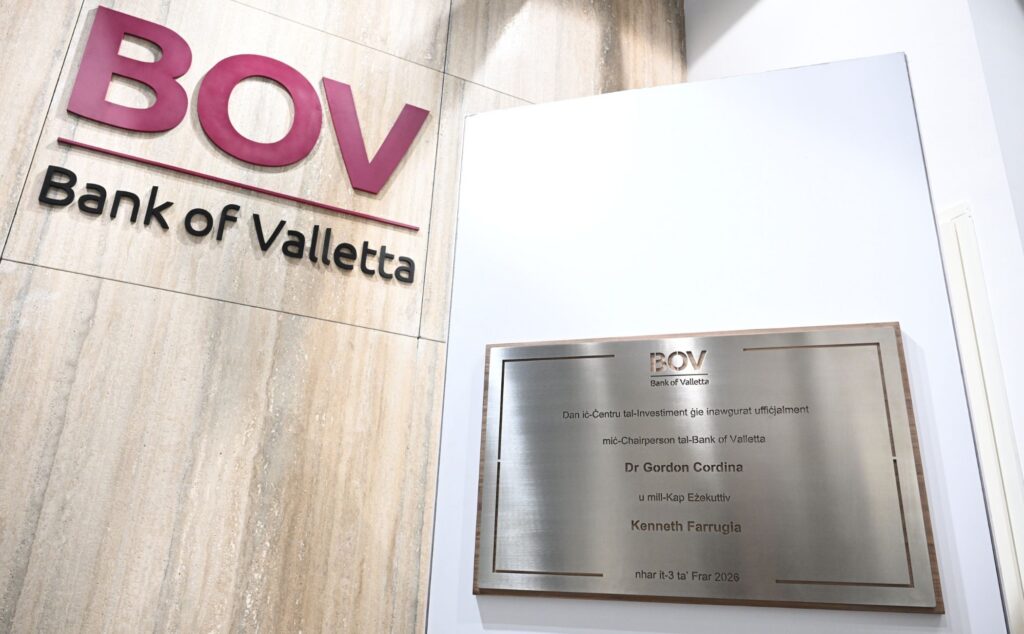 BOV
Bank of Valletta
BOV
Bank of Valletta
Dan iċ-Ċentru tal-Investiment ġie inawgurat uffiċjalment
miċ-Chairperson tal-Bank of Valletta
Dr Gordon Cordina
u mill-Kap Eżekuttiv
Kenneth Farrugia
nhar it-3 ta' Frar 2026